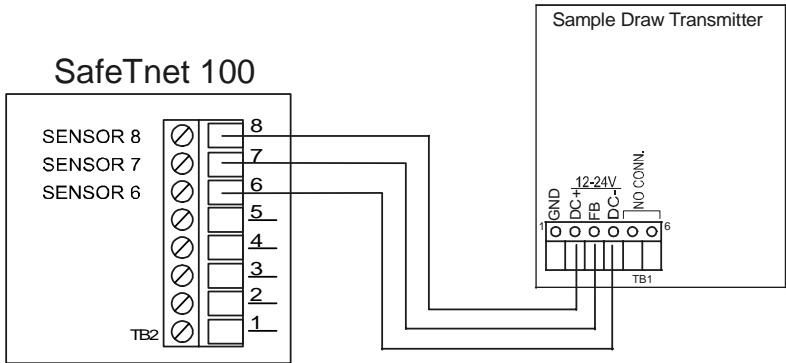 Sample Draw Transmitter
SafeTnet 100
SENSOR 8
8
SENSOR 7
7
SENSOR 6
6
5
4
3
2
TB2
1
12-24V
GND
DC+
FB
DC-
NO CONN.
1
6
TB1